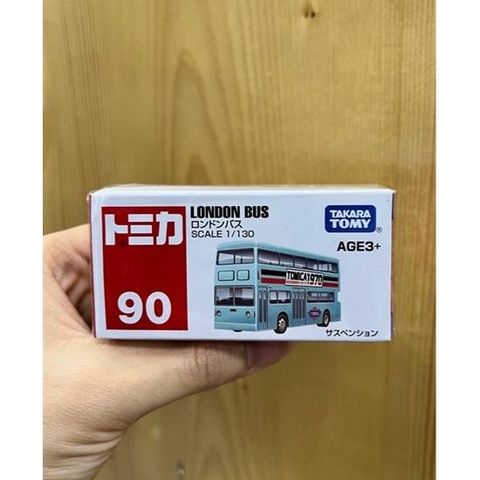 トミカ
90
LONDON BUS
ロンドンバス
SCALE 1/130
TOMICA1970
TAKARA
TOMY
AGE3+
サスペンション